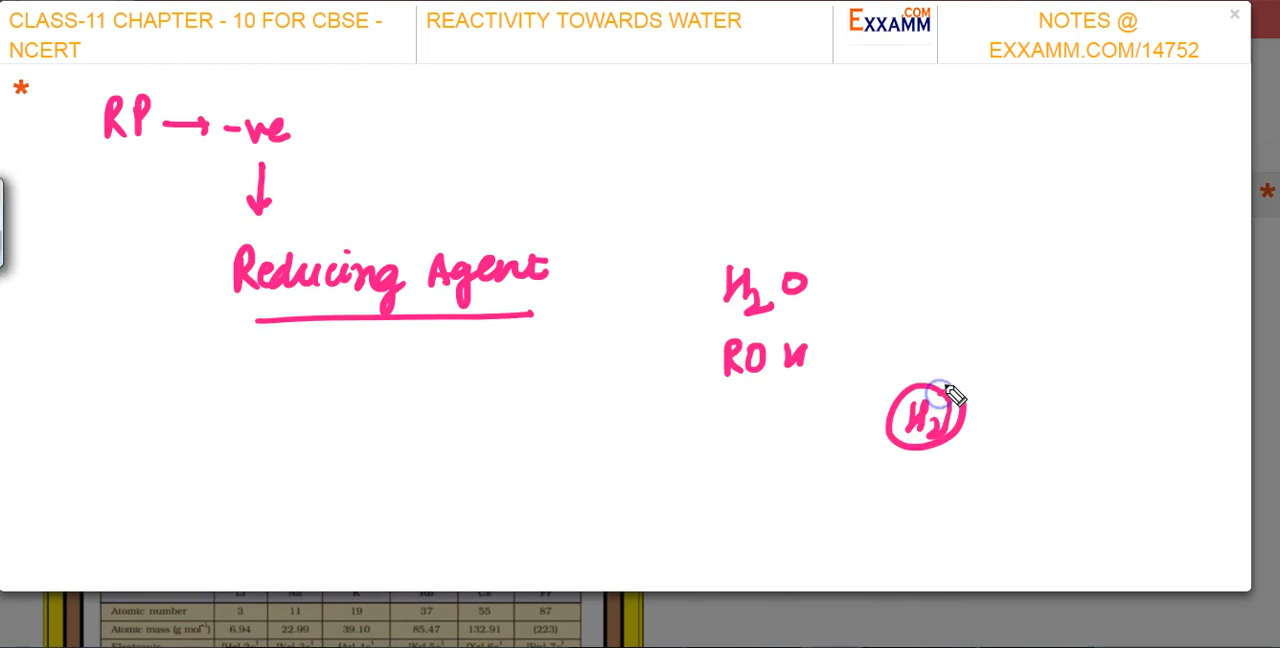 CLASS-11 CHAPTER - 10 FOR CBSE - NCERT
REACTIVITY TOWARDS WATER
EXXAMM.COM
NOTES @ EXXAMM.COM/14752
RP → -ve
↓
Reducing Agent
H2O
ROH
H2
Atomic number 3 11 19 37 55 87
Atomic mass (g mol⁻¹) 6.94 22.99 39.10 85.47 132.91 (223)